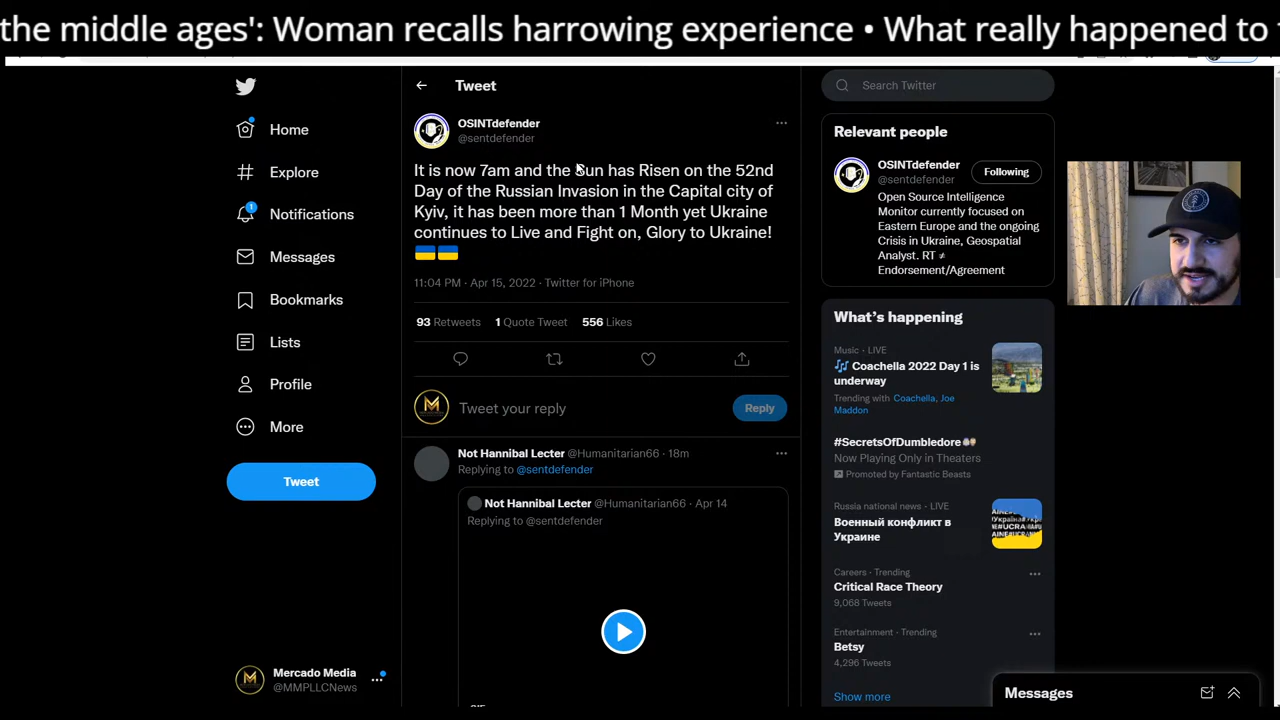 the middle ages': Woman recalls harrowing experience • What really happened to
Home
Explore
1
Notifications
Messages
Bookmarks
Lists
Profile
More
Tweet
Mercado Media
@MMPLLCNews
Tweet
OSINTdefender
@sentdefender
It is now 7am and the Sun has Risen on the 52nd
Day of the Russian Invasion in the Capital city of
Kyiv, it has been more than 1 Month yet Ukraine
continues to Live and Fight on, Glory to Ukraine!
11:04 PM · Apr 15, 2022 · Twitter for iPhone
93 Retweets 1 Quote Tweet 556 Likes
Tweet your reply
Reply
Not Hannibal Lecter @Humanitarian66 · 18m
Replying to @sentdefender
Not Hannibal Lecter @Humanitarian66 · Apr 14
Replying to @sentdefender
Search Twitter
Relevant people
OSINTdefender
@sentdefender
Following
Open Source Intelligence
Monitor currently focused on
Eastern Europe and the ongoing
Crisis in Ukraine, Geospatial
Analyst. RT ≠
Endorsement/Agreement
What's happening
Music · LIVE
Coachella 2022 Day 1 is
underway
Trending with Coachella, Joe
Maddon
#SecretsOfDumbledore
Now Playing Only in Theaters
Promoted by Fantastic Beasts
Russia national news · LIVE
Военный конфликт в
Украине
Careers · Trending
Critical Race Theory
9,068 Tweets
Entertainment · Trending
Betsy
4,296 Tweets
Show more
Messages